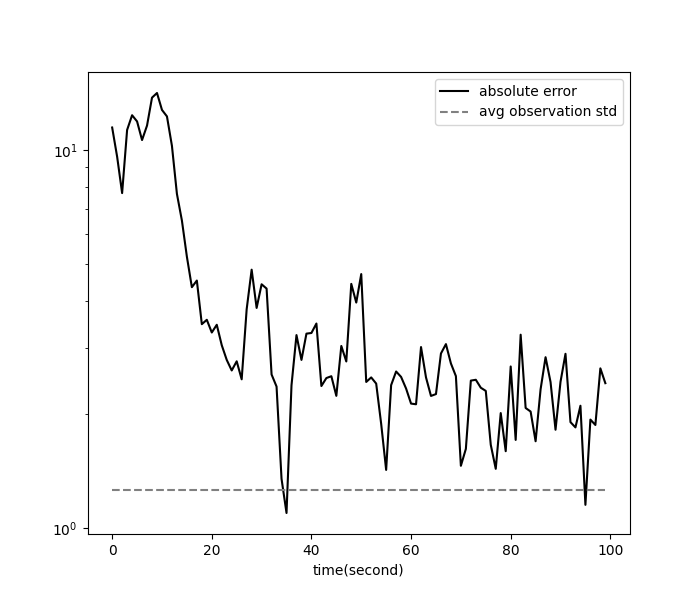 absolute error
avg observation std
10¹
10⁰
0 20 40 60 80 100
time(second)